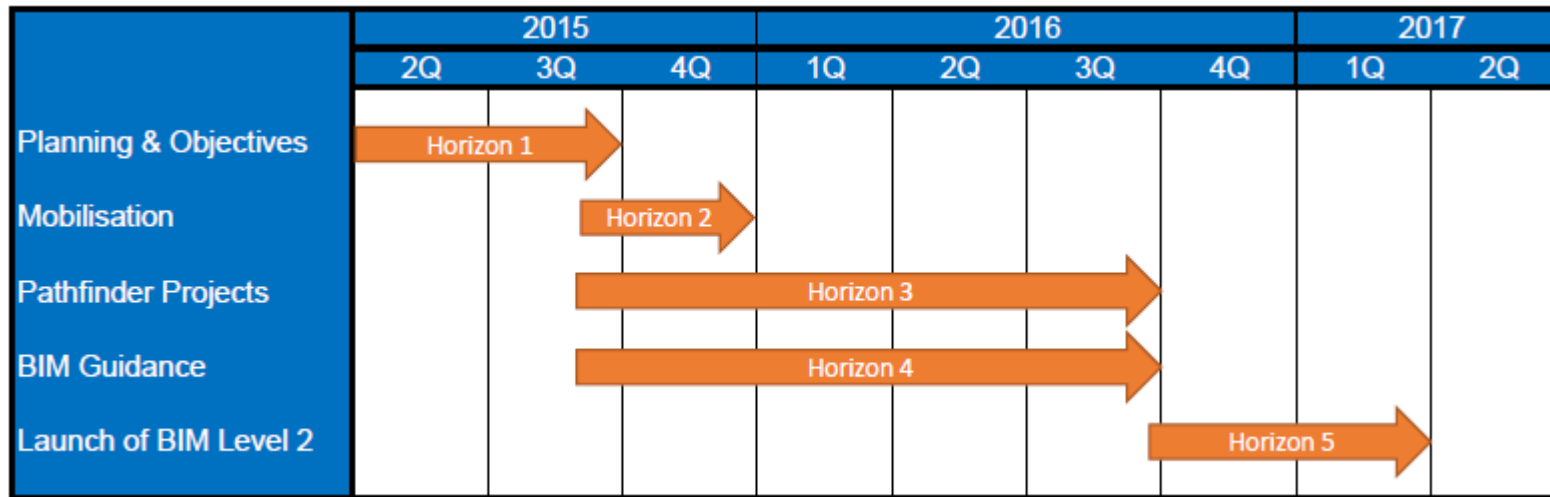 2015 2016 2017
2Q 3Q 4Q 1Q 2Q 3Q 4Q 1Q 2Q
Planning & Objectives Horizon 1
Mobilisation Horizon 2
Pathfinder Projects Horizon 3
BIM Guidance Horizon 4
Launch of BIM Level 2 Horizon 5